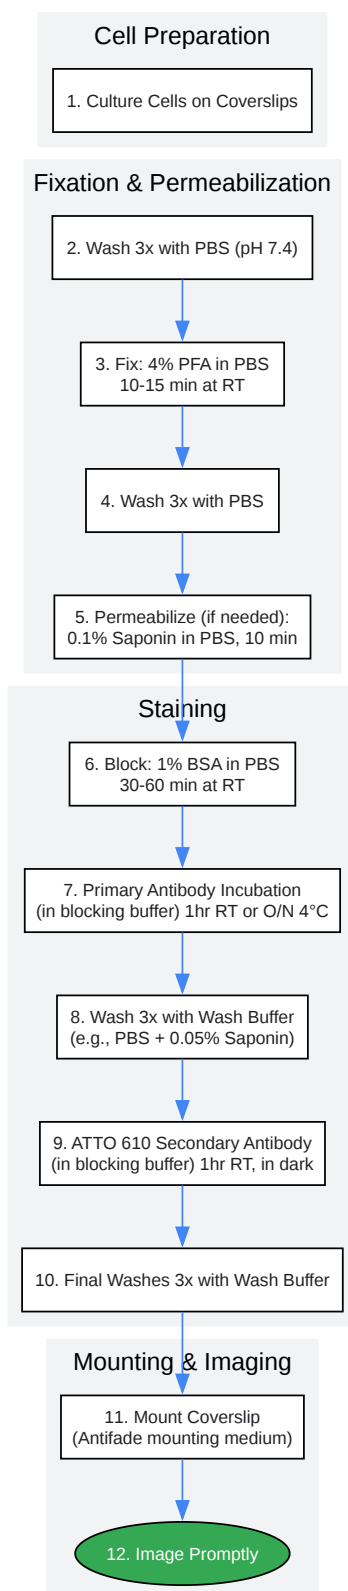 Cell Preparation
1. Culture Cells on Coverslips
Fixation & Permeabilization
2. Wash 3x with PBS (pH 7.4)
3. Fix: 4% PFA in PBS
10-15 min at RT
4. Wash 3x with PBS
5. Permeabilize (if needed):
0.1% Saponin in PBS, 10 min
Staining
6. Block: 1% BSA in PBS
30-60 min at RT
7. Primary Antibody Incubation
(in blocking buffer) 1hr RT or O/N 4°C
8. Wash 3x with Wash Buffer
(e.g., PBS + 0.05% Saponin)
9. ATTO 610 Secondary Antibody
(in blocking buffer) 1hr RT, in dark
10. Final Washes 3x with Wash Buffer
Mounting & Imaging
11. Mount Coverslip
(Antifade mounting medium)
12. Image Promptly